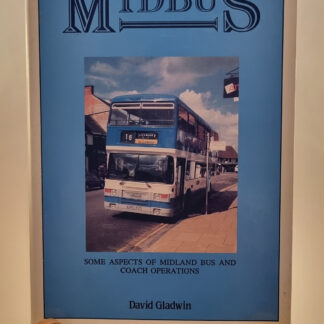 MIDBUS
SOME ASPECTS OF MIDLAND BUS AND
COACH OPERATIONS
David Gladwin